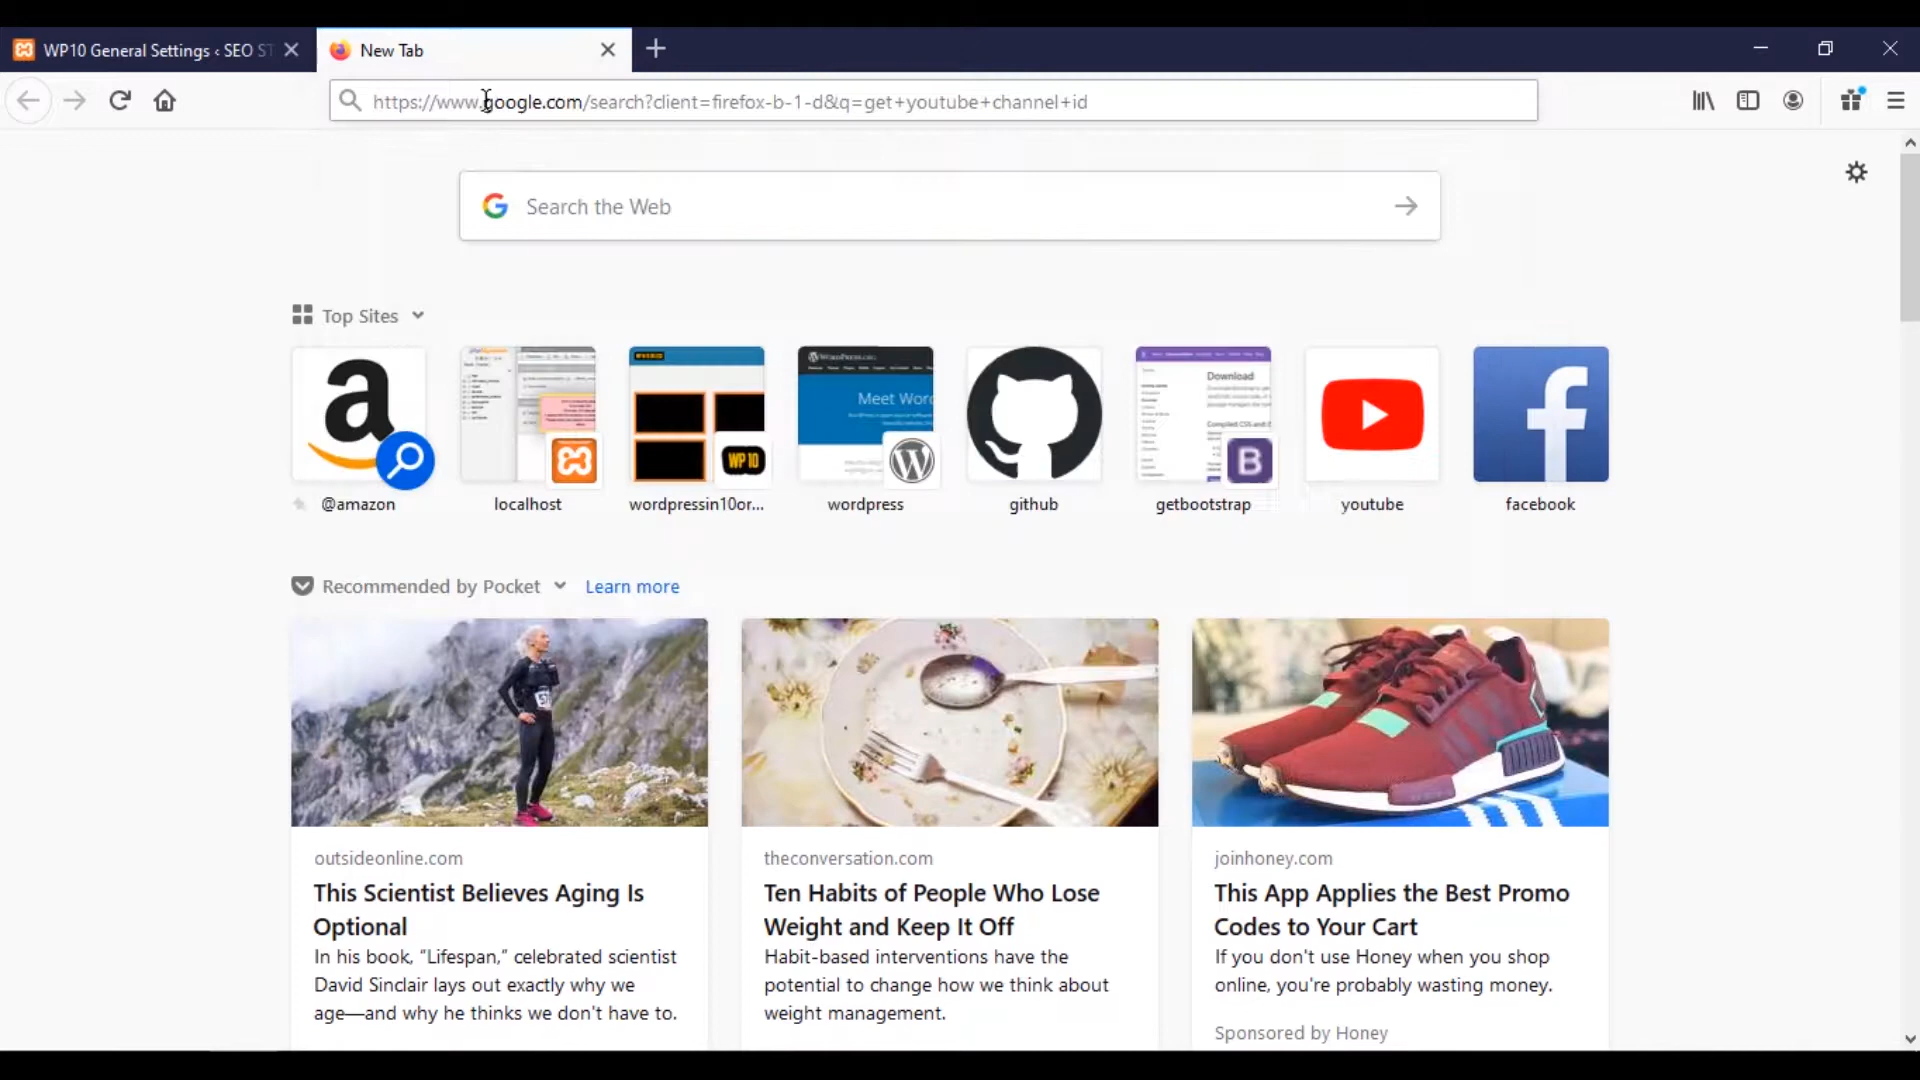 WP10 General Settings ‹ SEO ST
New Tab
https://www.google.com/search?client=firefox-b-1-d&q=get+youtube+channel+id
Search the Web
Top Sites
Meet Word
Download
WP 10
B
@amazon
localhost
wordpressin10or...
wordpress
github
getbootstrap
youtube
facebook
Recommended by Pocket
Learn more
outsideonline.com
This Scientist Believes Aging Is
Optional
In his book, “Lifespan,” celebrated scientist
David Sinclair lays out exactly why we
age—and why he thinks we don't have to.
theconversation.com
Ten Habits of People Who Lose
Weight and Keep It Off
Habit-based interventions have the
potential to change how we think about
weight management.
joinhoney.com
This App Applies the Best Promo
Codes to Your Cart
If you don't use Honey when you shop
online, you're probably wasting money.
Sponsored by Honey